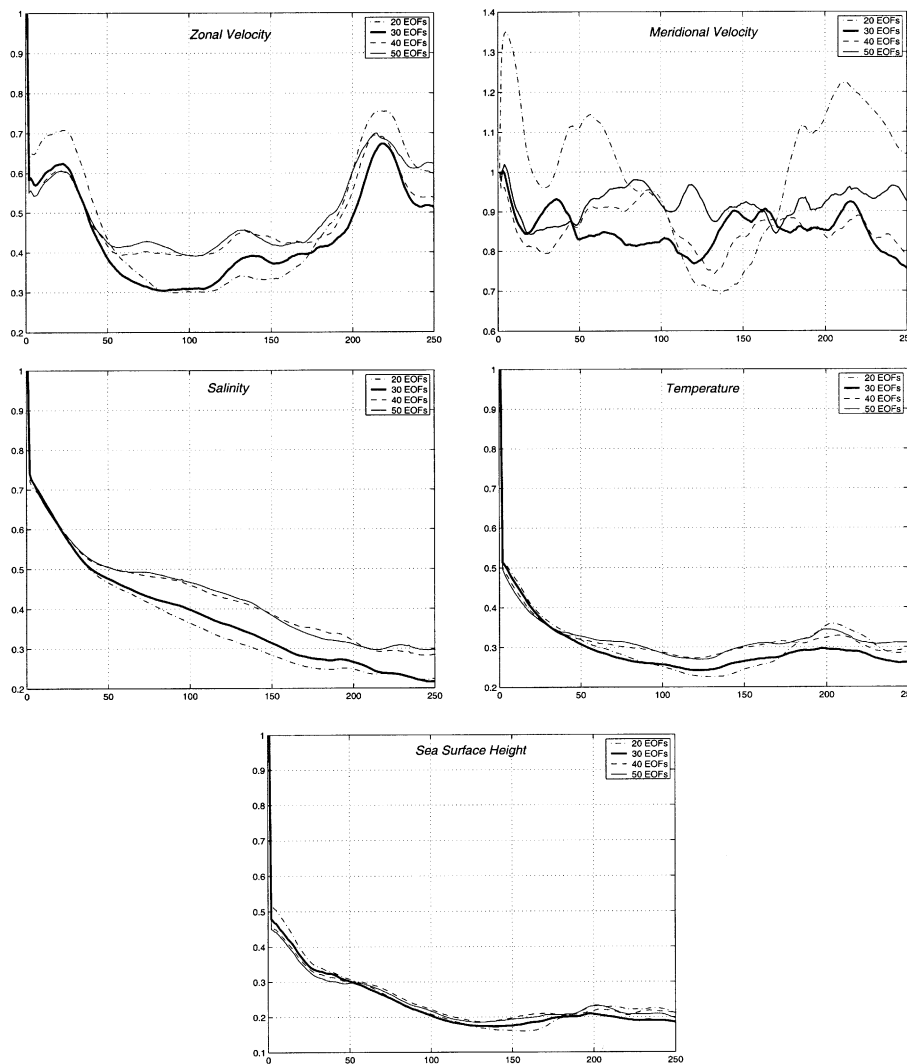 Zonal Velocity
20 EOFs
30 EOFs
40 EOFs
50 EOFs
1
0.9
0.8
0.7
0.6
0.5
0.4
0.3
0.2
0 50 100 150 200 250
Meridional Velocity
20 EOFs
30 EOFs
40 EOFs
50 EOFs
1.4
1.3
1.2
1.1
1
0.9
0.8
0.7
0.6
0 50 100 150 200 250
Salinity
20 EOFs
30 EOFs
40 EOFs
50 EOFs
1
0.9
0.8
0.7
0.6
0.5
0.4
0.3
0.2
0 50 100 150 200 250
Temperature
20 EOFs
30 EOFs
40 EOFs
50 EOFs
1
0.9
0.8
0.7
0.6
0.5
0.4
0.3
0.2
0 50 100 150 200 250
Sea Surface Height
20 EOFs
30 EOFs
40 EOFs
50 EOFs
1
0.9
0.8
0.7
0.6
0.5
0.4
0.3
0.2
0.1
0 50 100 150 200 250